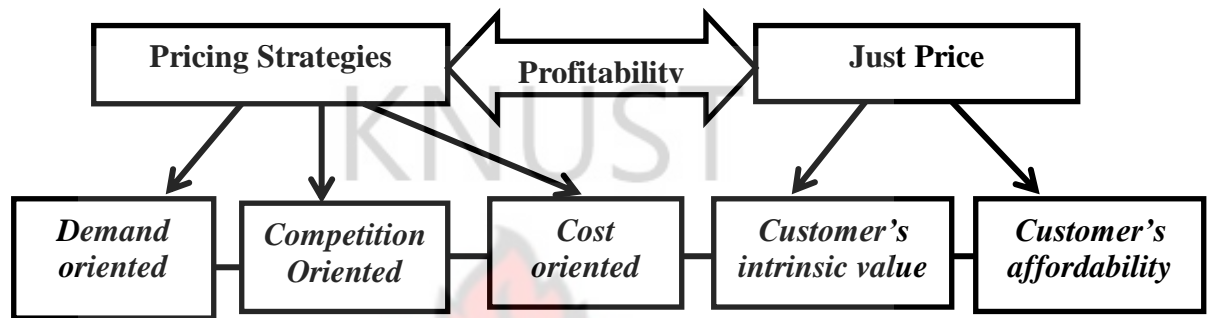 Pricing Strategies
Profitability
Just Price
KNUST
Demand
oriented
Competition
Oriented
Cost
oriented
Customer's
intrinsic value
Customer's
affordability